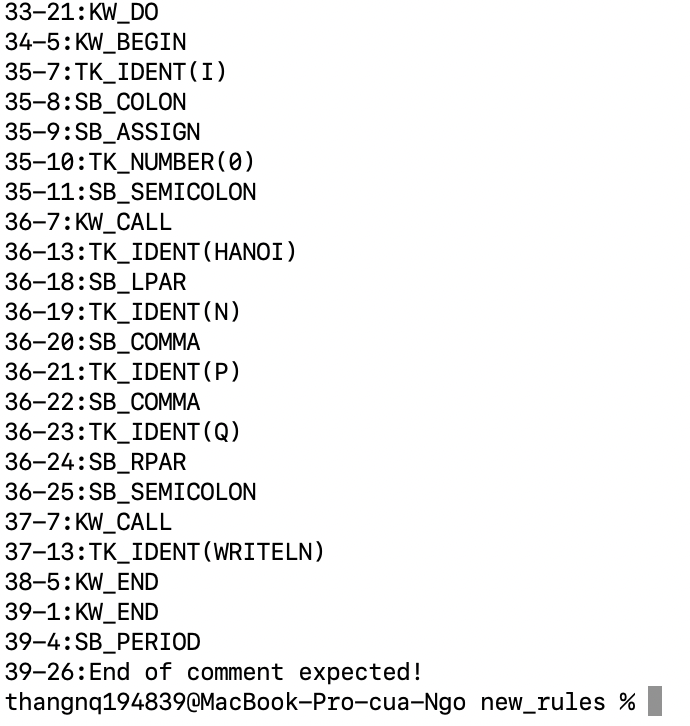 33-21:KW_DO
34-5:KW_BEGIN
35-7:TK_IDENT(I)
35-8:SB_COLON
35-9:SB_ASSIGN
35-10:TK_NUMBER(0)
35-11:SB_SEMICOLON
36-7:KW_CALL
36-13:TK_IDENT(HANOI)
36-18:SB_LPAR
36-19:TK_IDENT(N)
36-20:SB_COMMA
36-21:TK_IDENT(P)
36-22:SB_COMMA
36-23:TK_IDENT(Q)
36-24:SB_RPAR
36-25:SB_SEMICOLON
37-7:KW_CALL
37-13:TK_IDENT(WRITELN)
38-5:KW_END
39-1:KW_END
39-4:SB_PERIOD
39-26:End of comment expected!
thangnq194839@MacBook-Pro-cua-Ngo new_rules %